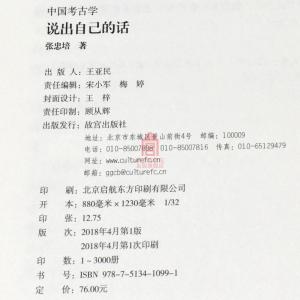 中国考古学
说出自己的话
张忠培 著
出 版 人：王亚民
责任编辑：宋小军 梅 婷
封面设计：王 梓
责任印制：顾从辉
出版发行：故宫出版社
地址：北京市东城区景山前街4号 邮编：100009
电话：010-85007808 010-85007816 传真：010-65129479
网址：www.culturefc.cn
邮箱：ggcb@culturefc.cn
印 刷：北京启航东方印刷有限公司
开 本：880毫米×1230毫米 1/32
印 张：12.75
版 次：2018年4月第1版
2018年4月第1次印刷
印 数：1～3000册
书 号：ISBN 978-7-5134-1099-1
定 价：76.00元